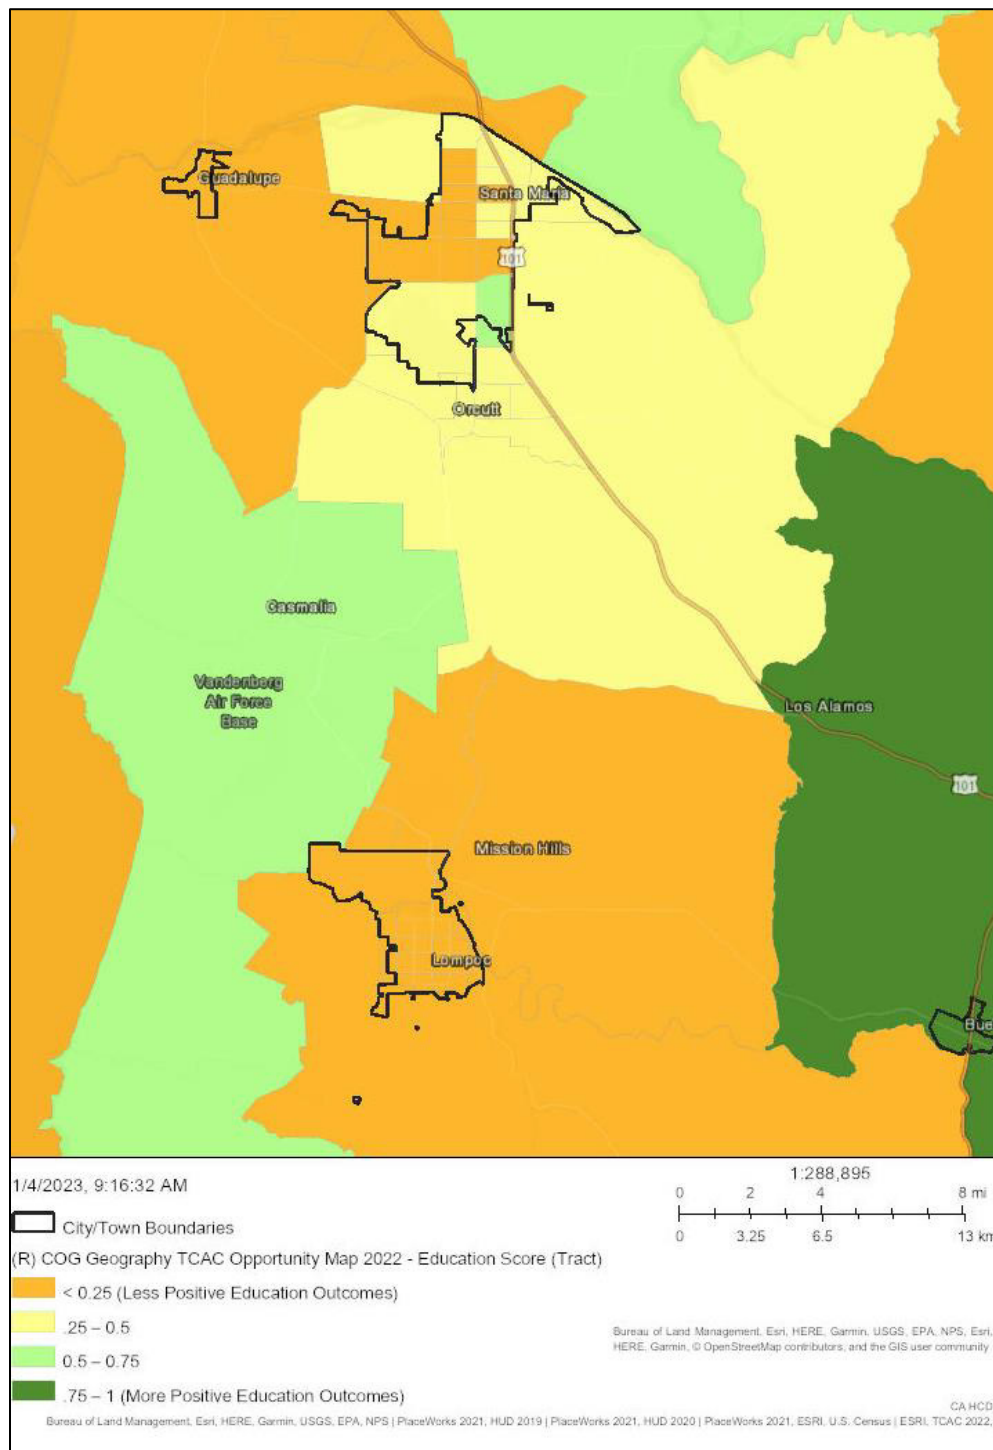 Guadalupe
Santa Maria
101
Orcutt
Casmalia
Vandenberg
Air Force
Base
Los Alamos
101
Mission Hills
Lompoc
Bue
1/4/2023, 9:16:32 AM
1:288,895
0 2 4 8 mi
0 3.25 6.5 13 km
City/Town Boundaries
(R) COG Geography TCAC Opportunity Map 2022 - Education Score (Tract)
< 0.25 (Less Positive Education Outcomes)
.25 – 0.5
0.5 – 0.75
.75 – 1 (More Positive Education Outcomes)
Bureau of Land Management, Esri, HERE, Garmin, USGS, EPA, NPS, Esri,
HERE, Garmin, © OpenStreetMap contributors, and the GIS user community
CA HCD
Bureau of Land Management, Esri, HERE, Garmin, USGS, EPA, NPS | PlaceWorks 2021, HUD 2019 | PlaceWorks 2021, HUD 2020 | PlaceWorks 2021, ESRI, U.S. Census | ESRI, TCAC 2022,